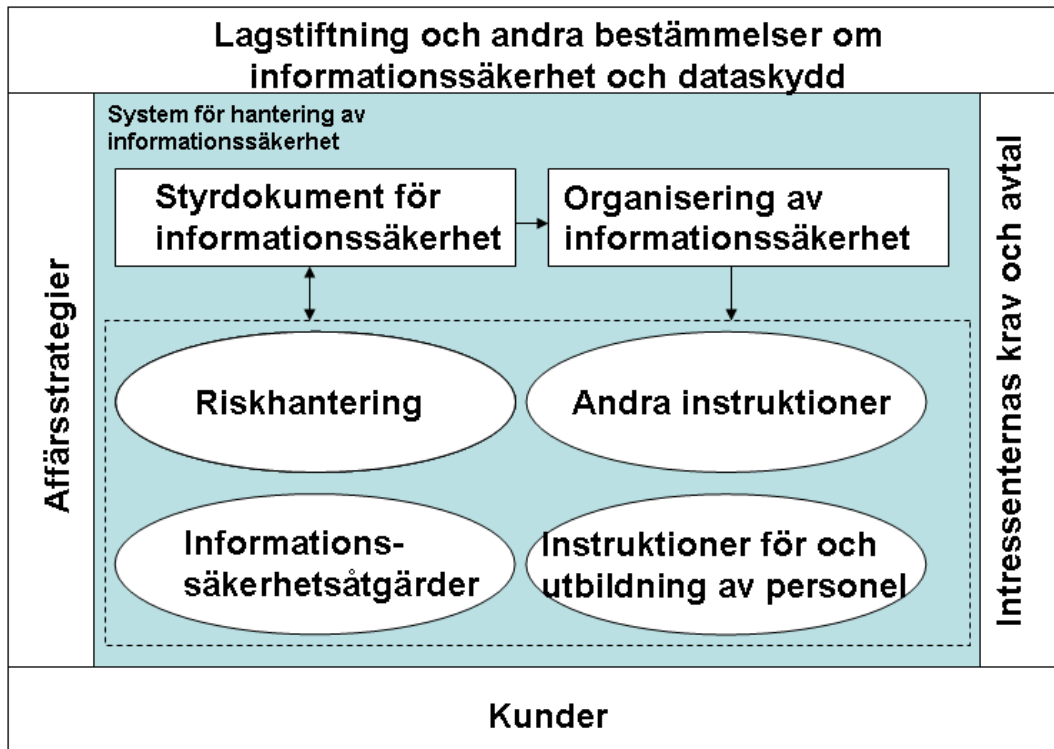 Lagstiftning och andra bestämmelser om
informationssäkerhet och dataskydd
System för hantering av
informationssäkerhet
Styrdokument för
informationssäkerhet
Organisering av
informationssäkerhet
Affärsstrategier
Intressenternas krav och avtal
Riskhantering
Andra instruktioner
Informations-
säkerhetsåtgärder
Instruktioner för och
utbildning av personel
Kunder